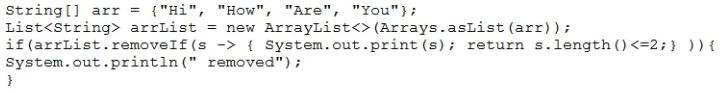 String[] arr = {"Hi", "How", "Are", "You"};
List<String> arrList = new ArrayList<>(Arrays.asList(arr));
if(arrList.removeIf(s -> { System.out.print(s); return s.length()<=2;} )){
System.out.println(" removed");
}